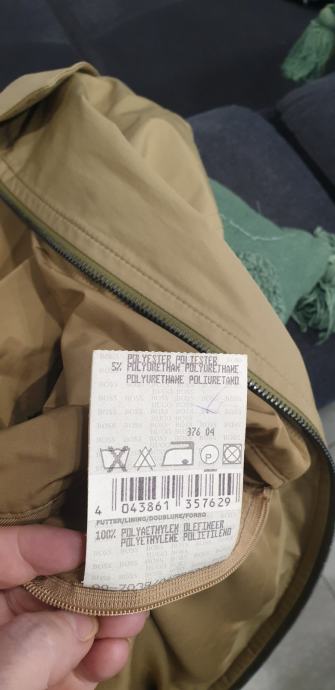 POLYESTER POLIESTER
5% POLYURETHAN POLYURETHANE
POLYURETHANE POLIURETANO
376 04
P
4 043861 357629
FUTTER/LINING/DOUBLURE/FORRO
100% POLYAETHYLEN OLEFINEER
POLYETHYLENE POLIETILENO